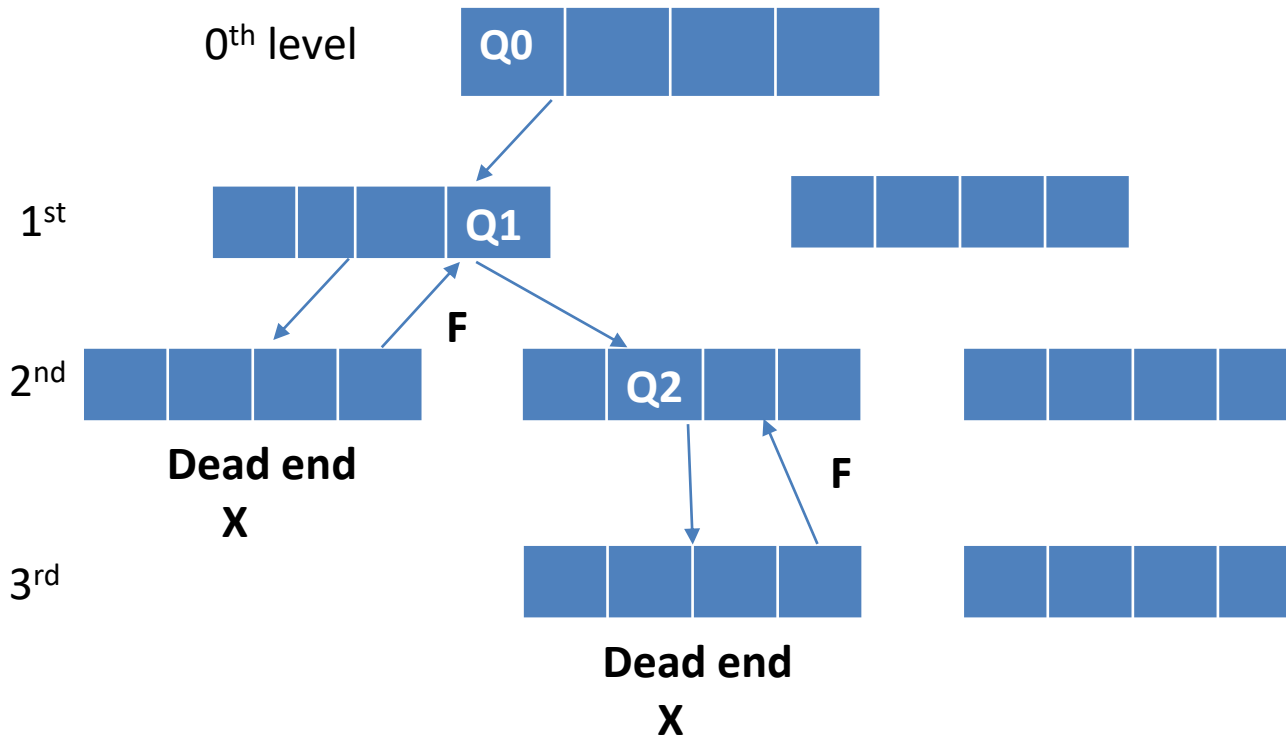 0th level
Q0
1st
Q1
F
2nd
Q2
Dead end
X
F
3rd
Dead end
X